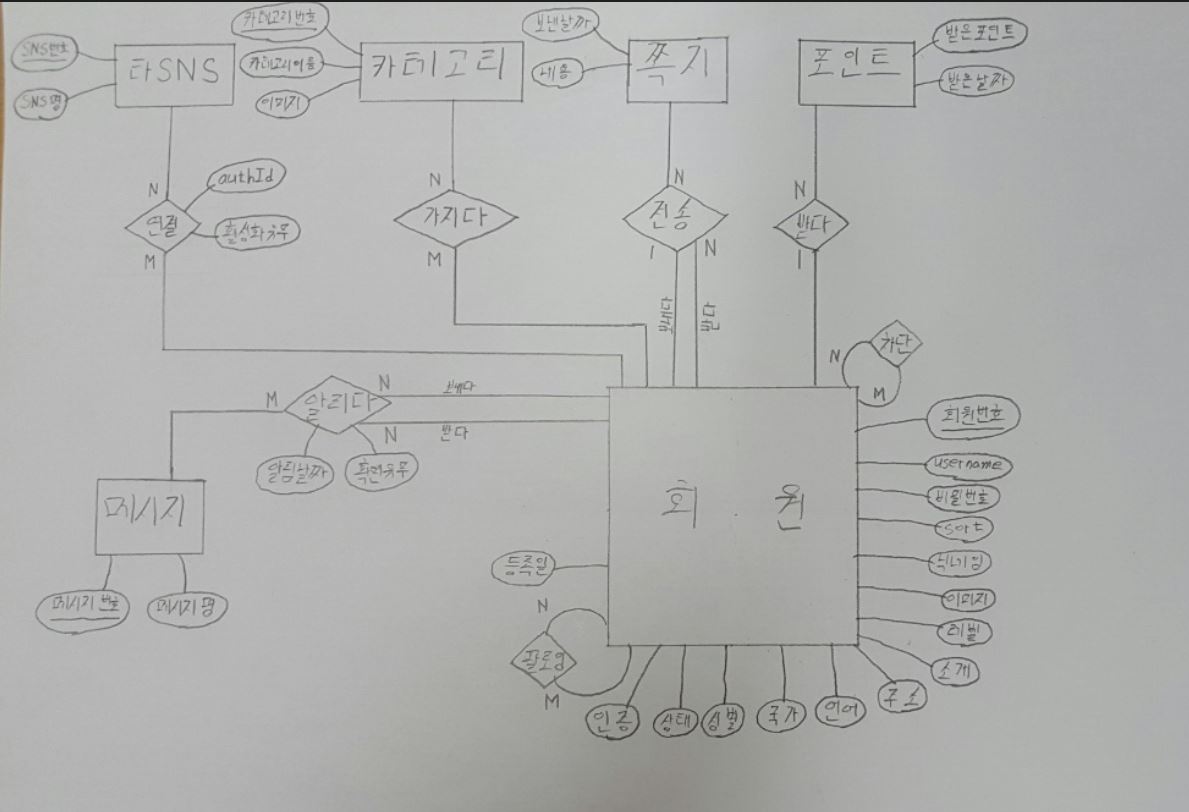 SNS번호
타SNS
SNS명
카테고리번호
카테고리이름
이미지
카테고리
보낸날짜
내용
쪽지
포인트
받은포인트
받은날짜
N
연결
authId
활성화유무
M
N
가지다
M
N
전송
1
N
보내다
받다
N
받다
1
차단
N
M
M
알리다
N
보내다
N
받다
알림날짜
확인유무
메시지
메시지번호
메시지명
회원
회원번호
username
비밀번호
salt
닉네임
이미지
레벨
소개
주소
언어
국가
성별
상태
인증
등록일
N
팔로잉
M